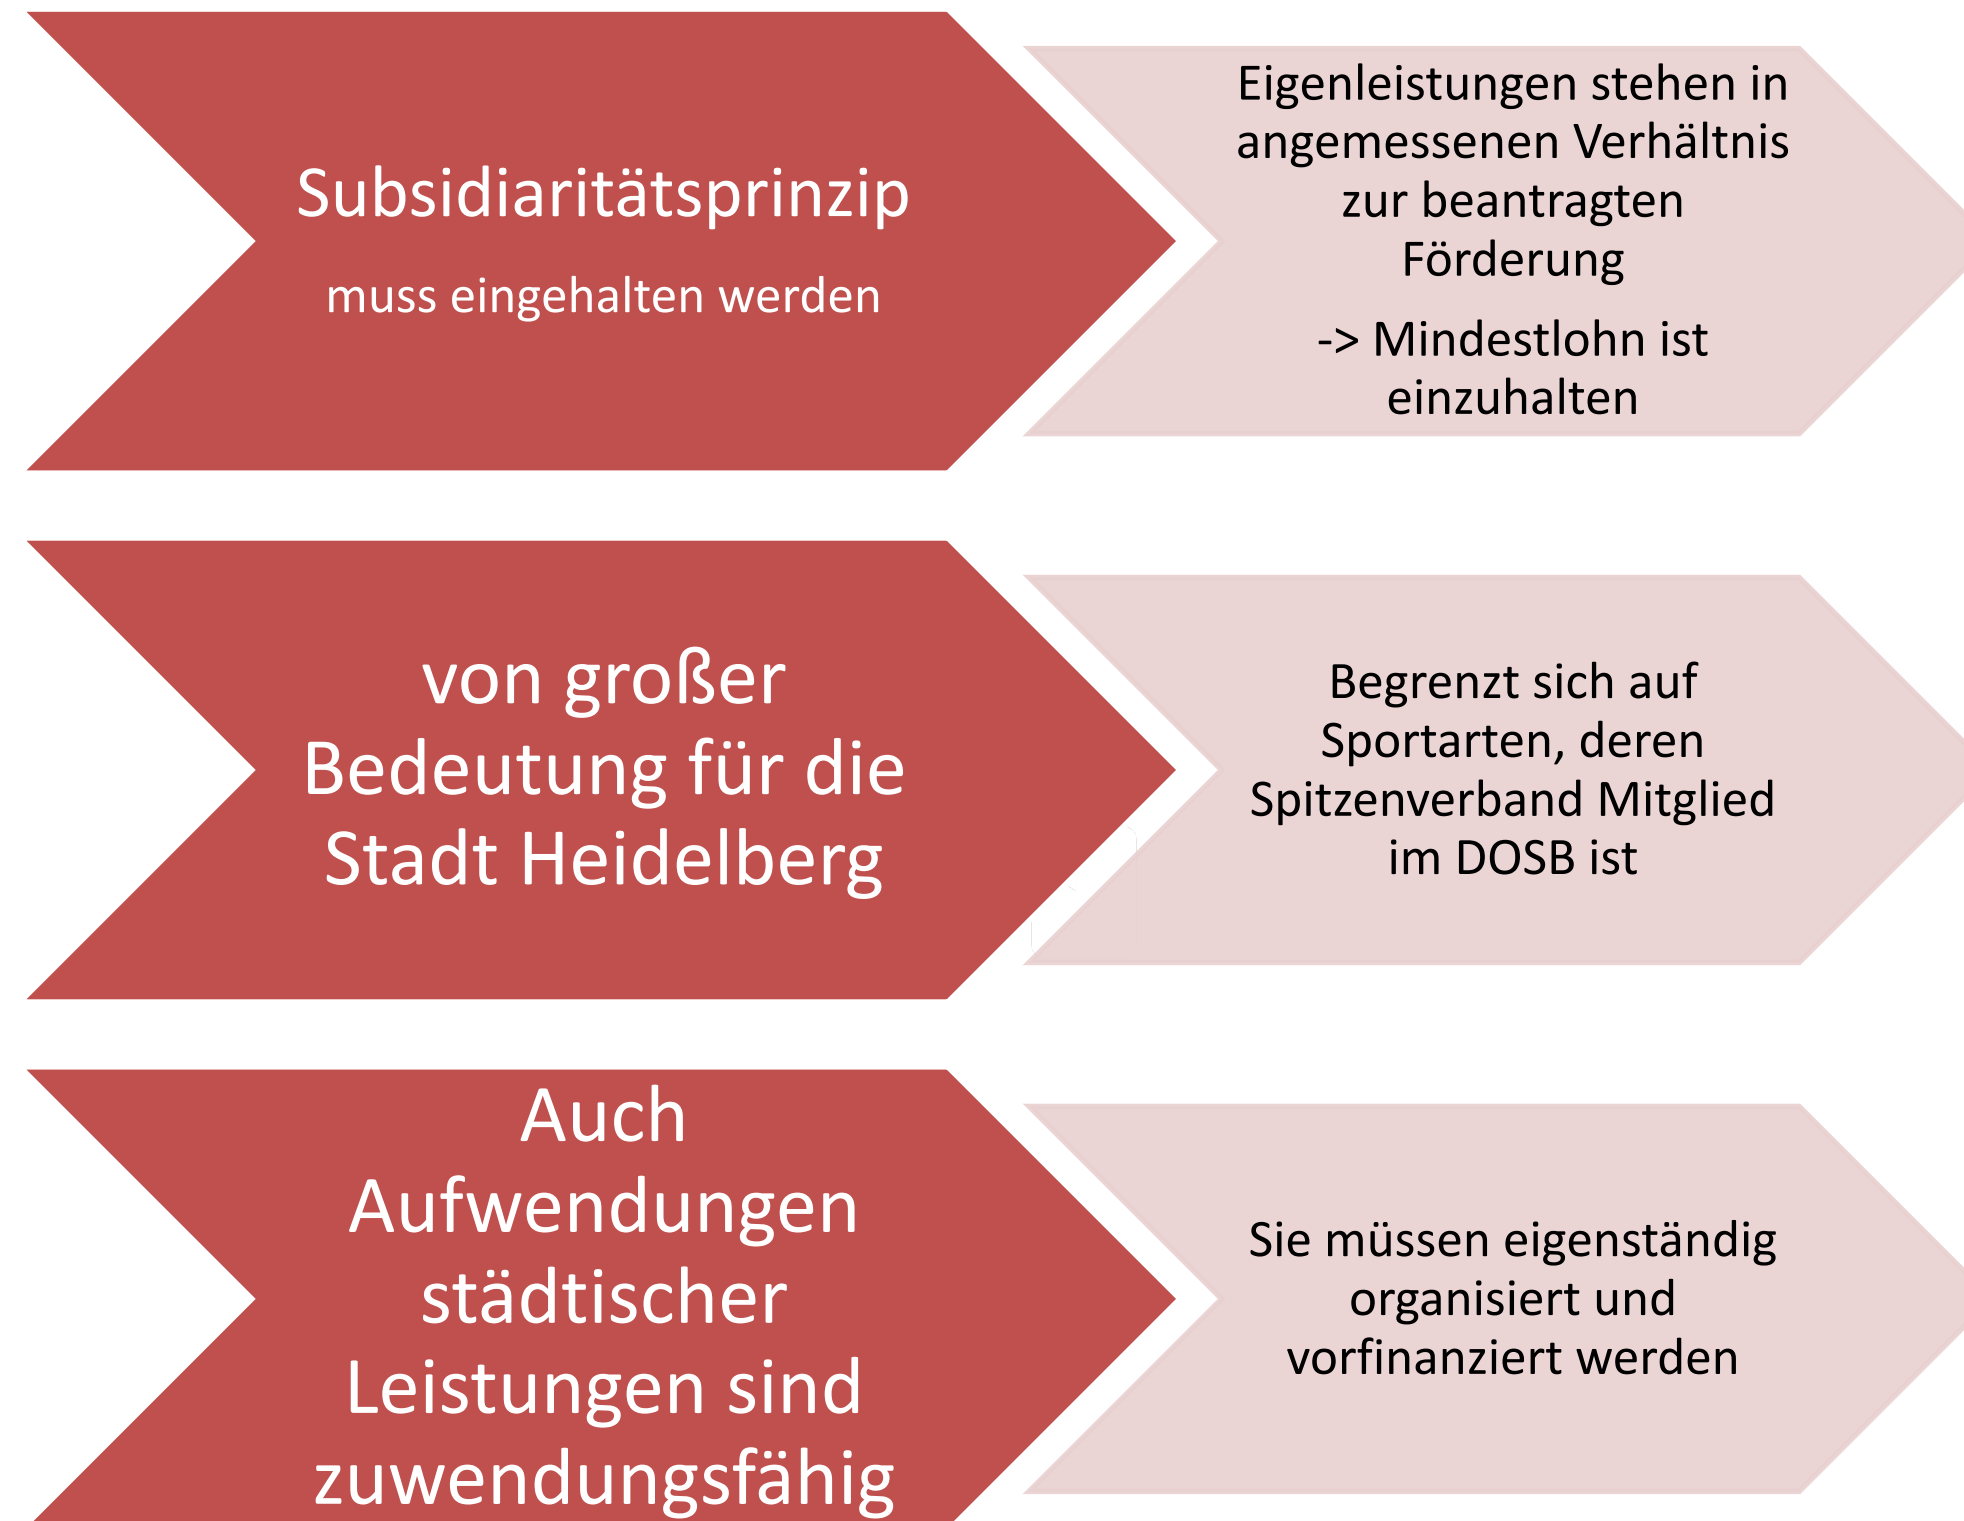 Subsidiaritätsprinzip
muss eingehalten werden
Eigenleistungen stehen in
angemessenen Verhältnis
zur beantragten
Förderung
-> Mindestlohn ist
einzuhalten
von großer
Bedeutung für die
Stadt Heidelberg
Begrenzt sich auf
Sportarten, deren
Spitzenverband Mitglied
im DOSB ist
Auch
Aufwendungen
städtischer
Leistungen sind
zuwendungsfähig
Sie müssen eigenständig
organisiert und
vorfinanziert werden